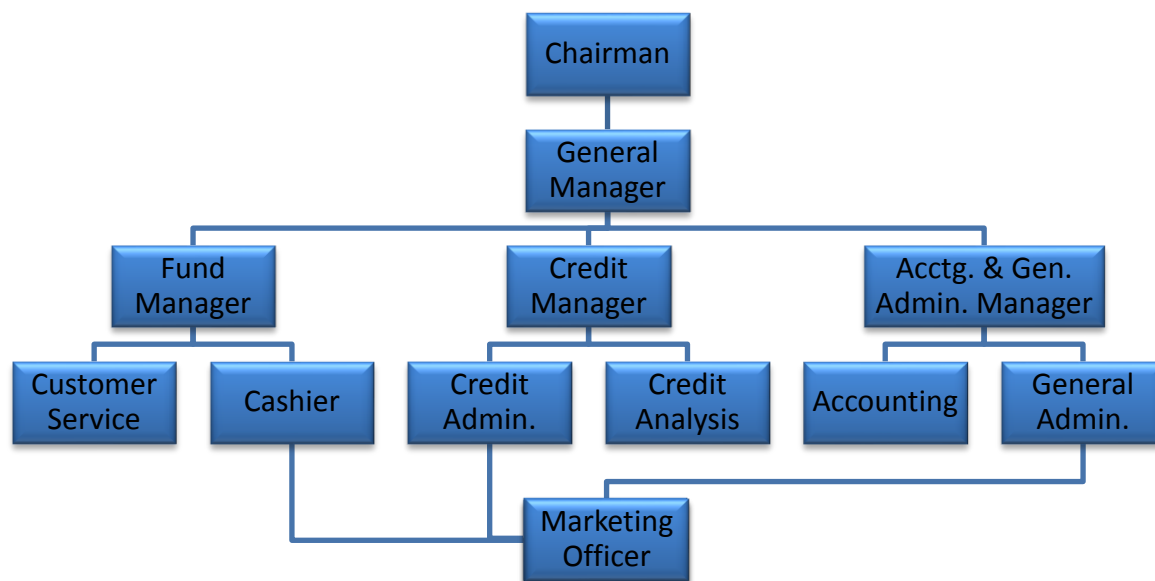 Chairman
General
Manager
Fund
Manager
Credit
Manager
Acctg. & Gen.
Admin. Manager
Customer
Service
Cashier
Credit
Admin.
Credit
Analysis
Accounting
General
Admin.
Marketing
Officer